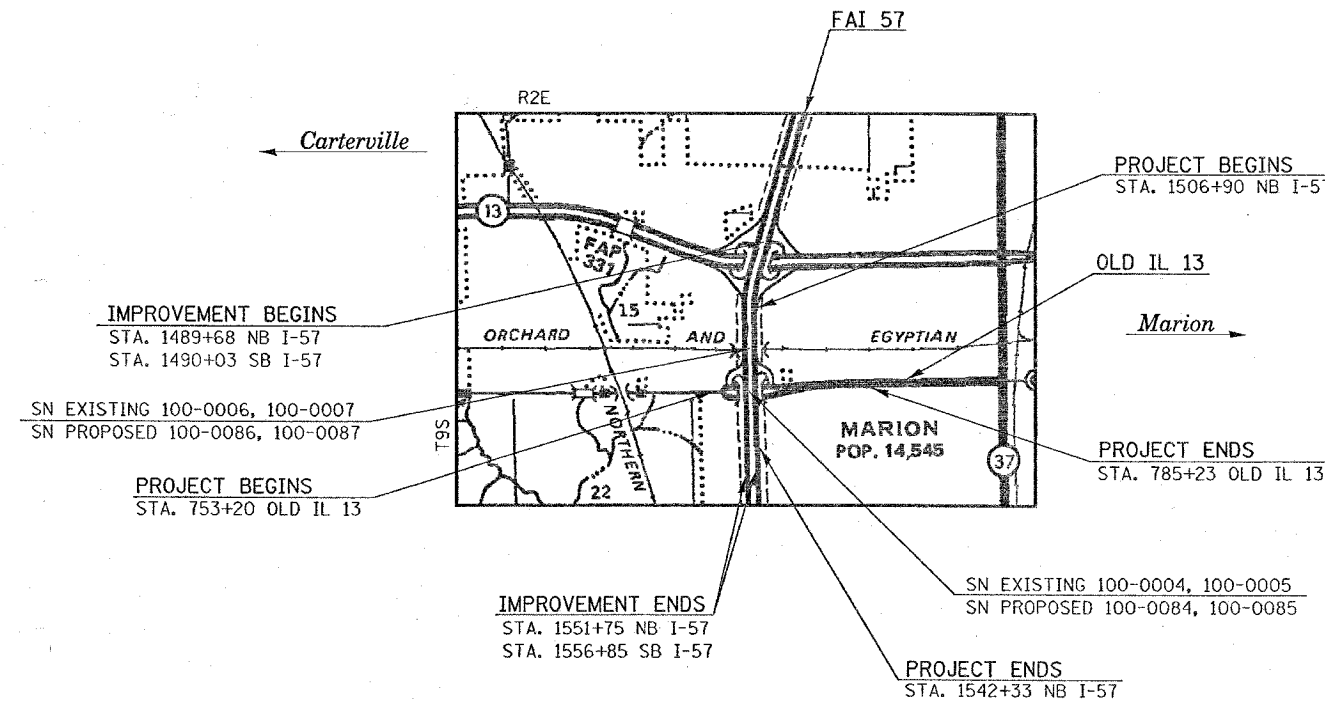 FAI 57
R2E
Carterville
PROJECT BEGINS
STA. 1506+90 NB I-5
13
FAP
331
OLD IL 13
15
IMPROVEMENT BEGINS
STA. 1489+68 NB I-57
STA. 1490+03 SB I-57
Marion
ORCHARD AND EGYPTIAN
SN EXISTING 100-0006, 100-0007
SN PROPOSED 100-0086, 100-0087
T9S
NORTHERN
MARION
POP. 14,545
37
PROJECT ENDS
STA. 785+23 OLD IL 13
PROJECT BEGINS
STA. 753+20 OLD IL 13
22
SN EXISTING 100-0004, 100-0005
SN PROPOSED 100-0084, 100-0085
IMPROVEMENT ENDS
STA. 1551+75 NB I-57
STA. 1556+85 SB I-57
PROJECT ENDS
STA. 1542+33 NB I-57